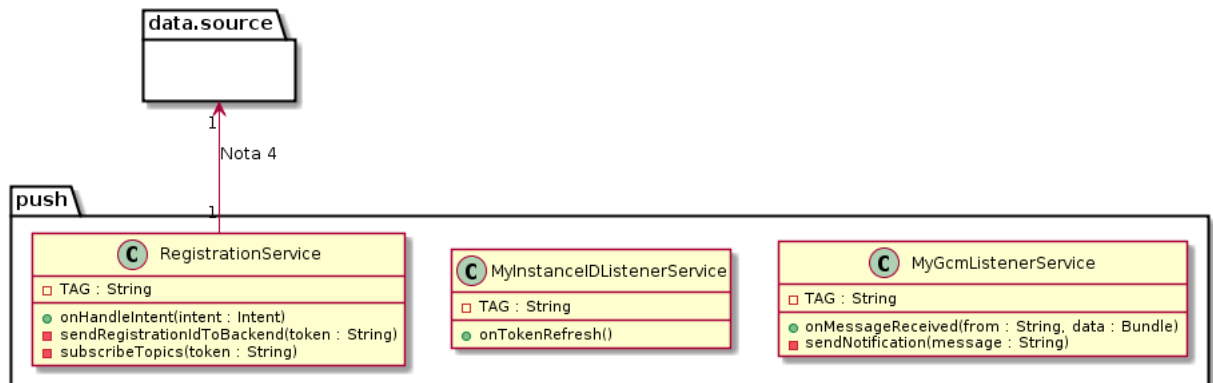 data.source
1
Nota 4
1
push
C RegistrationService
TAG : String
onHandleIntent(intent : Intent)
sendRegistrationIdToBackend(token : String)
subscribeTopics(token : String)
C MyInstanceIDListenerService
TAG : String
onTokenRefresh()
C MyGcmListenerService
TAG : String
onMessageReceived(from : String, data : Bundle)
sendNotification(message : String)